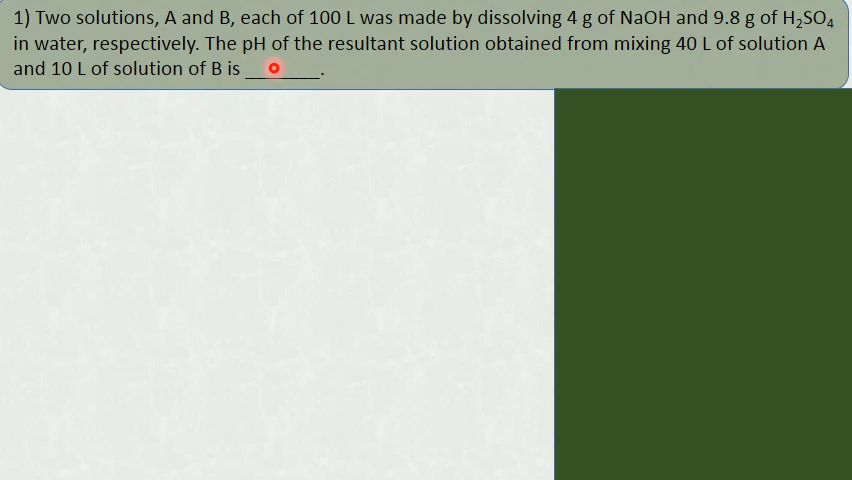 1) Two solutions, A and B, each of 100 L was made by dissolving 4 g of NaOH and 9.8 g of H₂SO₄
in water, respectively. The pH of the resultant solution obtained from mixing 40 L of solution A
and 10 L of solution of B is ________.